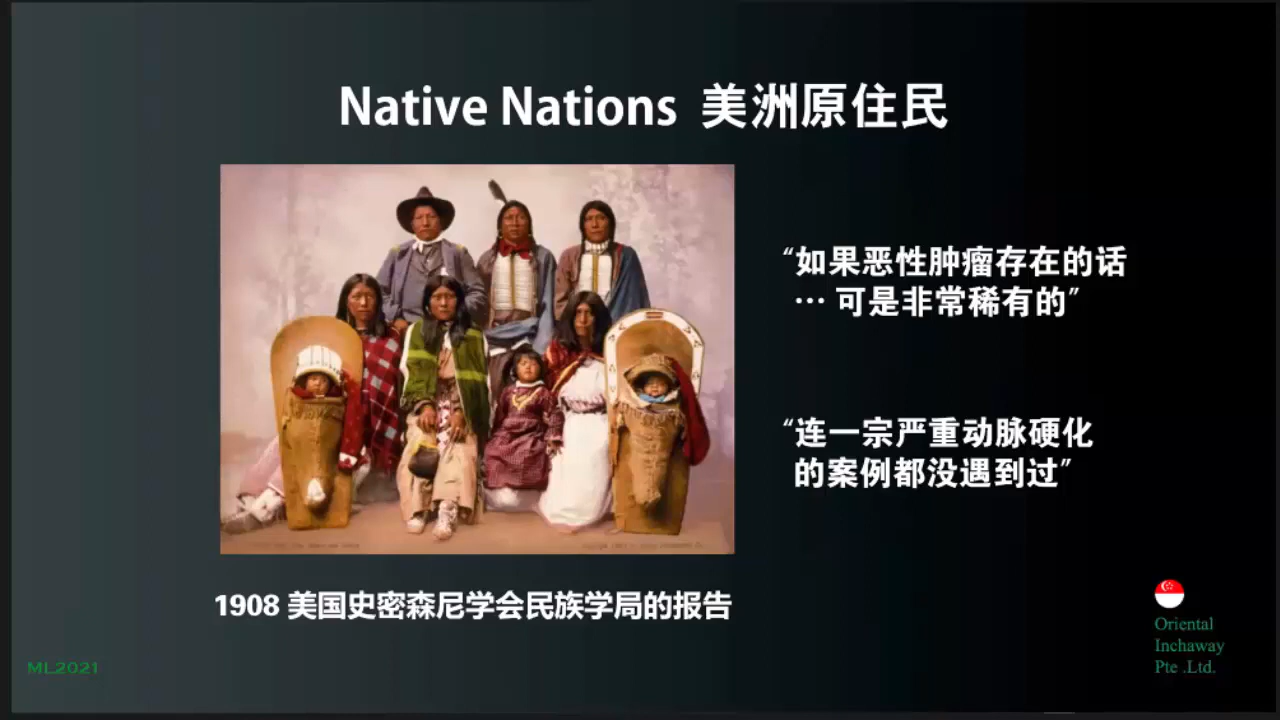 Native Nations 美洲原住民
“如果恶性肿瘤存在的话
… 可是非常稀有的”
“连一宗严重动脉硬化
的案例都没遇到过”
1908 美国史密森尼学会民族学局的报告
ML2021
Oriental
Inchaway
Pte .Ltd.